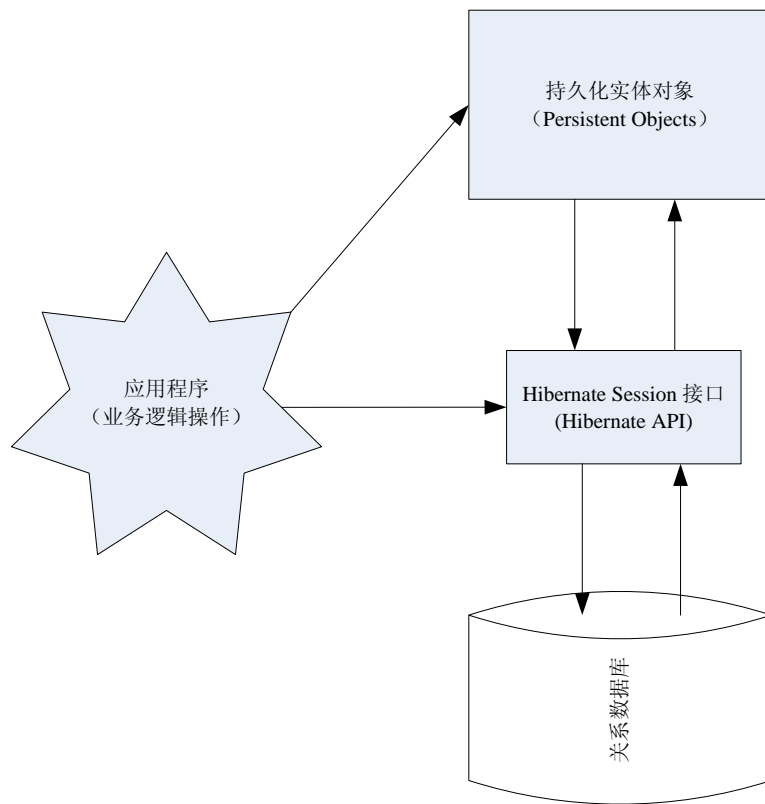 持久化实体对象
（Persistent Objects）
应用程序
（业务逻辑操作）
Hibernate Session 接口
(Hibernate API)
关系数据库